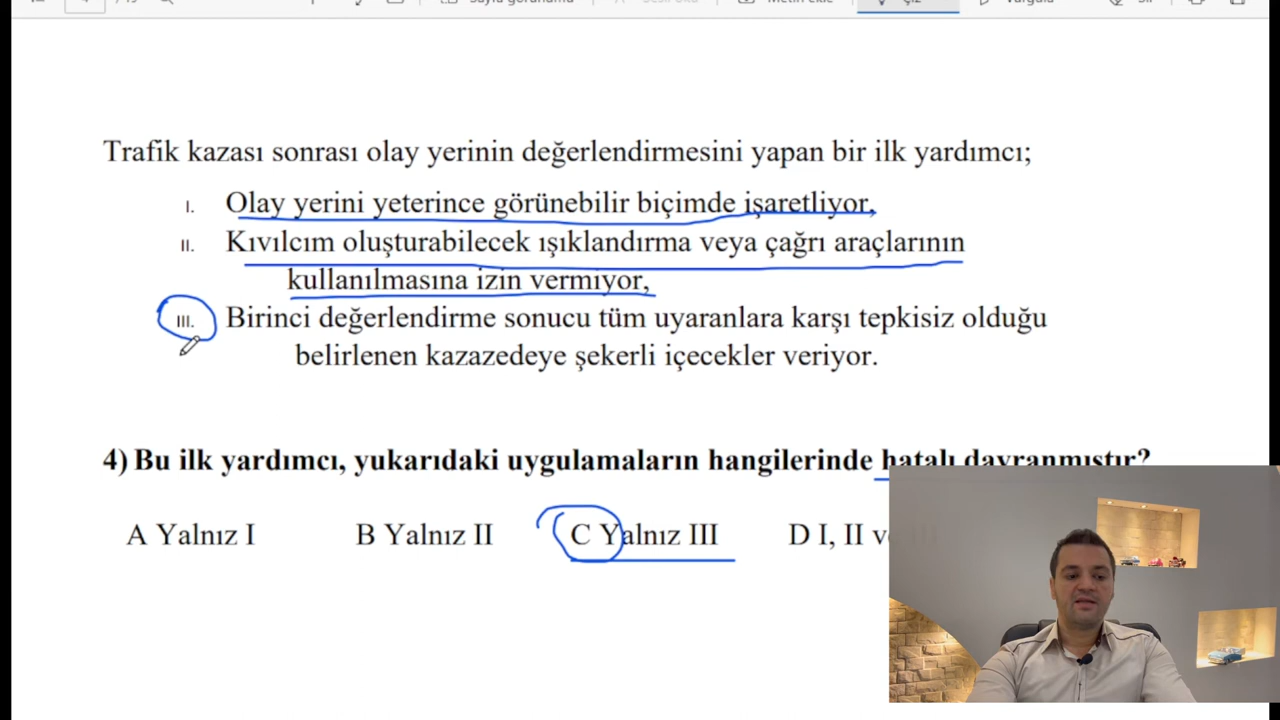 Trafik kazası sonrası olay yerinin değerlendirmesini yapan bir ilk yardımcı;
I. Olay yerini yeterince görünebilir biçimde işaretliyor,
II. Kıvılcım oluşturabilecek ışıklandırma veya çağrı araçlarının
kullanılmasına izin vermiyor,
III. Birinci değerlendirme sonucu tüm uyaranlara karşı tepkisiz olduğu
belirlenen kazazedeye şekerli içecekler veriyor.
4) Bu ilk yardımcı, yukarıdaki uygulamaların hangilerinde hatalı davranmıştır?
A Yalnız I B Yalnız II C Yalnız III D I, II